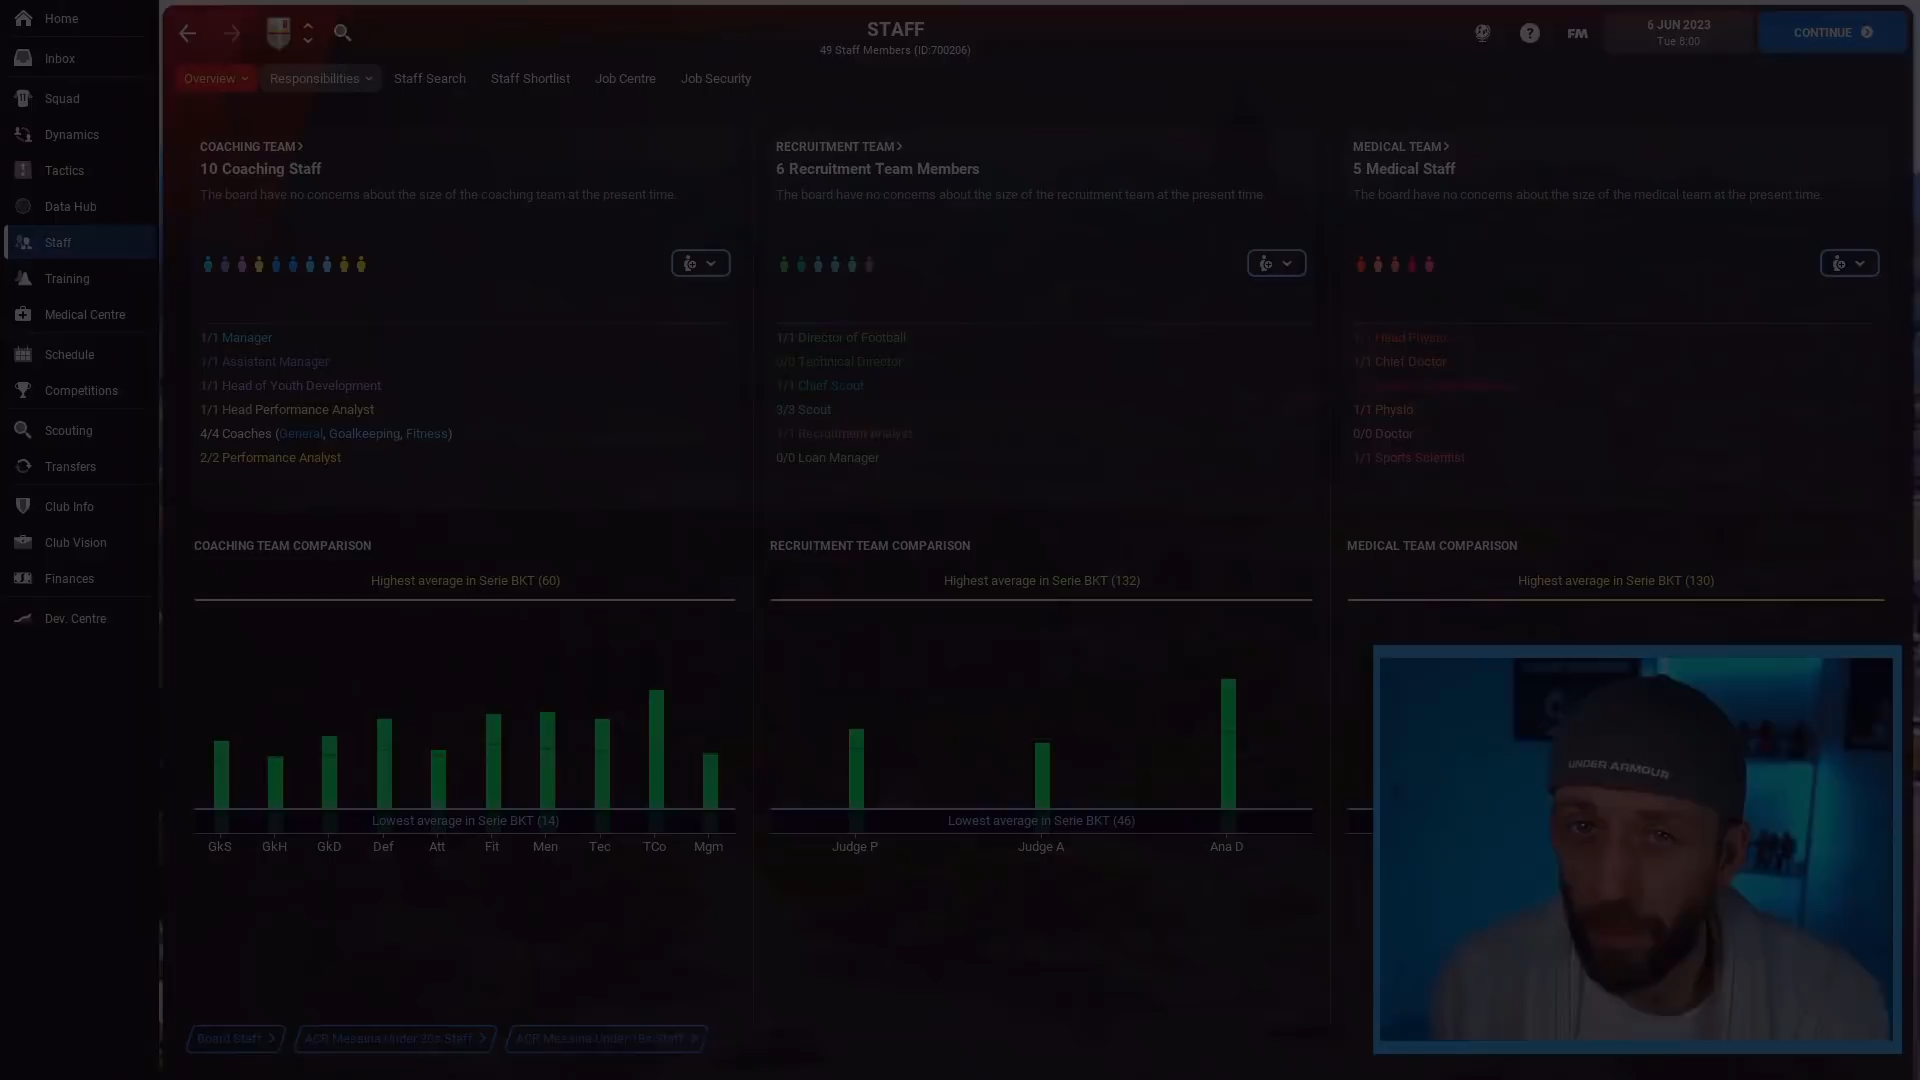 Home
Inbox
Squad
Dynamics
Tactics
Data Hub
Staff
Training
Medical Centre
Schedule
Competitions
Scouting
Transfers
Club Info
Club Vision
Finances
Dev. Centre
STAFF
49 Staff Members (ID:700206)
FM
6 JUN 2023
Tue 8:00
CONTINUE
Overview
Responsibilities
Staff Search
Staff Shortlist
Job Centre
Job Security
COACHING TEAM>
10 Coaching Staff
The board have no concerns about the size of the coaching team at the present time.
1/1 Manager
1/1 Assistant Manager
1/1 Head of Youth Development
1/1 Head Performance Analyst
4/4 Coaches (General, Goalkeeping, Fitness)
2/2 Performance Analyst
RECRUITMENT TEAM>
6 Recruitment Team Members
The board have no concerns about the size of the recruitment team at the present time.
1/1 Director of Football
0/0 Technical Director
1/1 Chief Scout
3/3 Scout
1/1 Recruitment Analyst
0/0 Loan Manager
MEDICAL TEAM>
5 Medical Staff
The board have no concerns about the size of the medical team at the present time.
1/1 Head Physio
1/1 Chief Doctor
1/1 Physio
0/0 Doctor
1/1 Sports Scientist
COACHING TEAM COMPARISON
Highest average in Serie BKT (60)
Lowest average in Serie BKT (14)
GkS GkH GkD Def Att Fit Men Tec TCo Mgm
RECRUITMENT TEAM COMPARISON
Highest average in Serie BKT (132)
Lowest average in Serie BKT (46)
Judge P Judge A Ana D
MEDICAL TEAM COMPARISON
Highest average in Serie BKT (130)
UNDER ARMOUR
Board Staff >
ACR Messina Under 20s Staff >
ACR Messina Under 18s Staff >